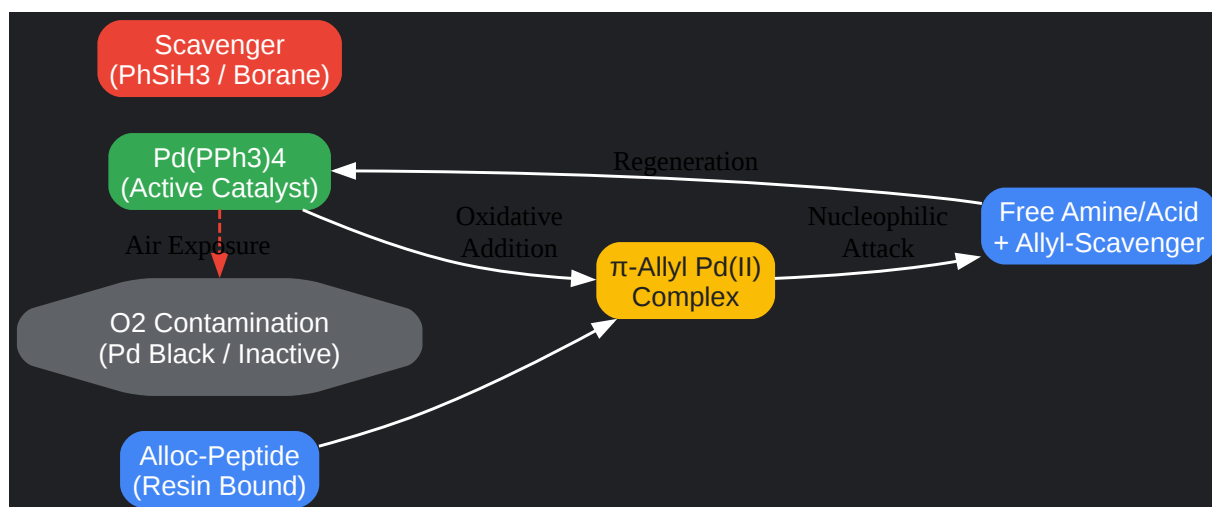 Scavenger
(PhSiH3 / Borane)
Pd(PPh3)4
(Active Catalyst)
Regeneration
Air Exposure
Oxidative
Addition
Nucleophilic
Attack
Free Amine/Acid
+ Allyl-Scavenger
π-Allyl Pd(II)
Complex
O2 Contamination
(Pd Black / Inactive)
Alloc-Peptide
(Resin Bound)